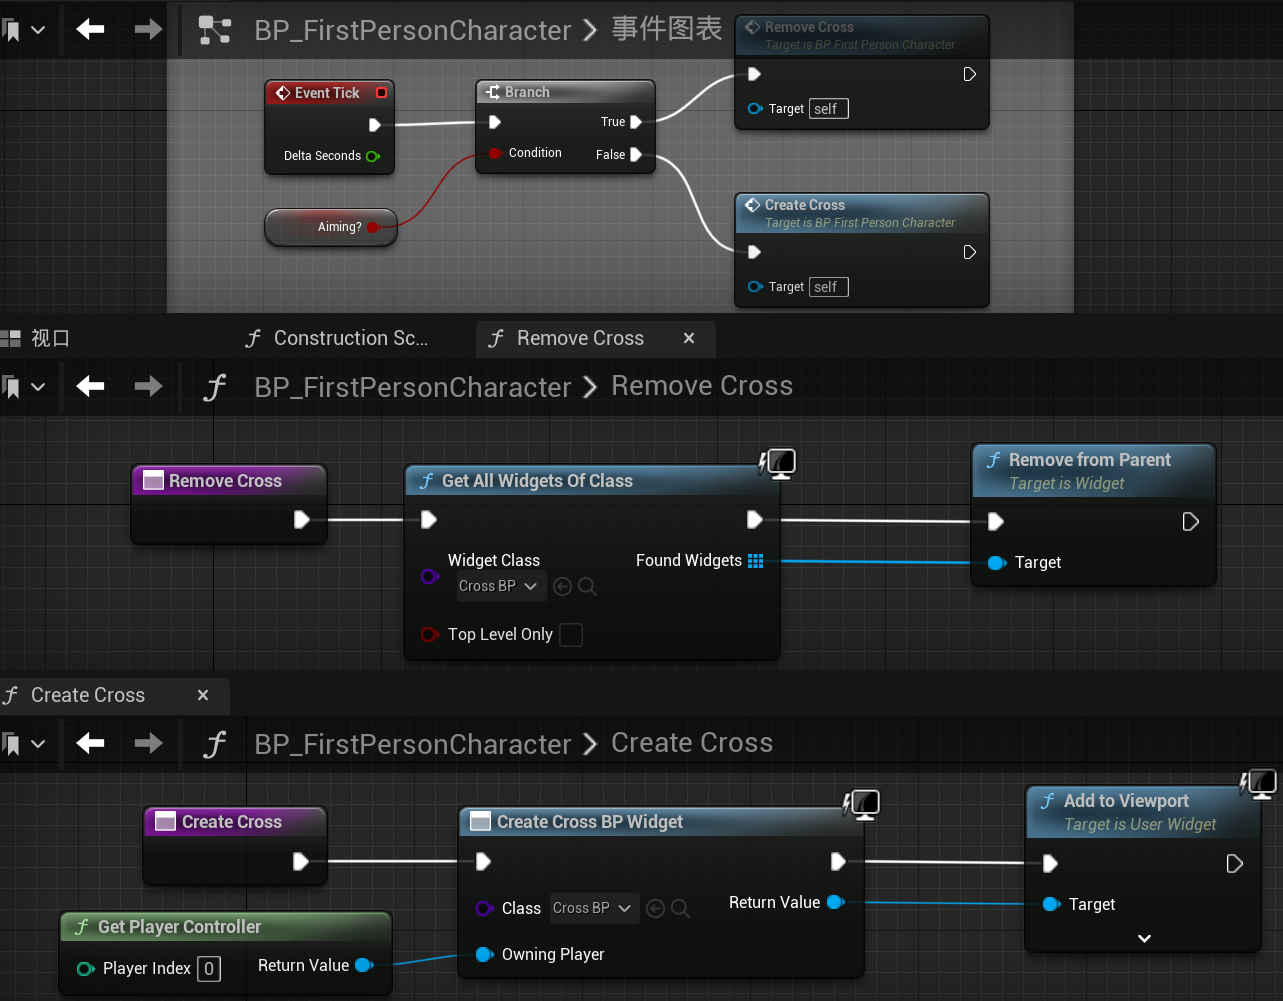 BP_FirstPersonCharacter > 事件图表
Remove Cross
Target is BP First Person Character
Target self
Event Tick
Delta Seconds
Branch
True
Condition
False
Aiming?
Create Cross
Target is BP First Person Character
Target self
视口
Construction Sc...
Remove Cross
BP_FirstPersonCharacter > Remove Cross
Remove Cross
Get All Widgets Of Class
Widget Class
Cross BP
Found Widgets
Top Level Only
Remove from Parent
Target is Widget
Target
Create Cross
BP_FirstPersonCharacter > Create Cross
Create Cross
Create Cross BP Widget
Class Cross BP
Return Value
Owning Player
Add to Viewport
Target is User Widget
Target
Get Player Controller
Player Index 0
Return Value